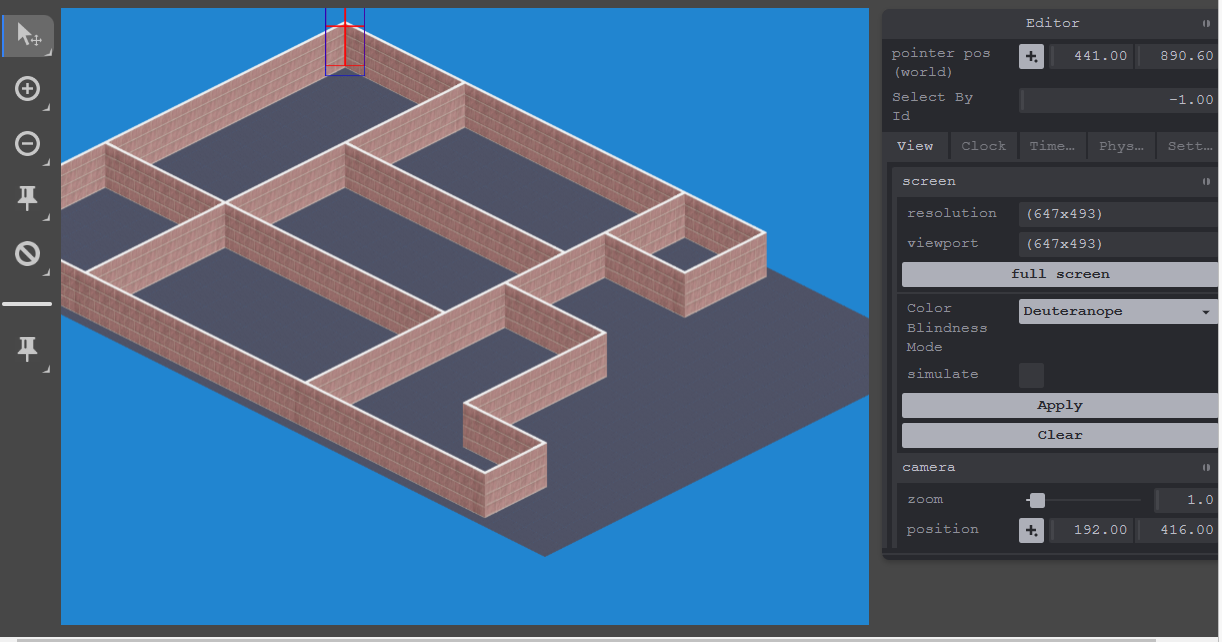 Editor
pointer pos 441.00 890.60
(world)
Select By -1.00
Id
View Clock Time… Phys… Sett…
screen
resolution (647x493)
viewport (647x493)
full screen
Color Deuteranope
Blindness
Mode
simulate
Apply
Clear
camera
zoom 1.0
position 192.00 416.00